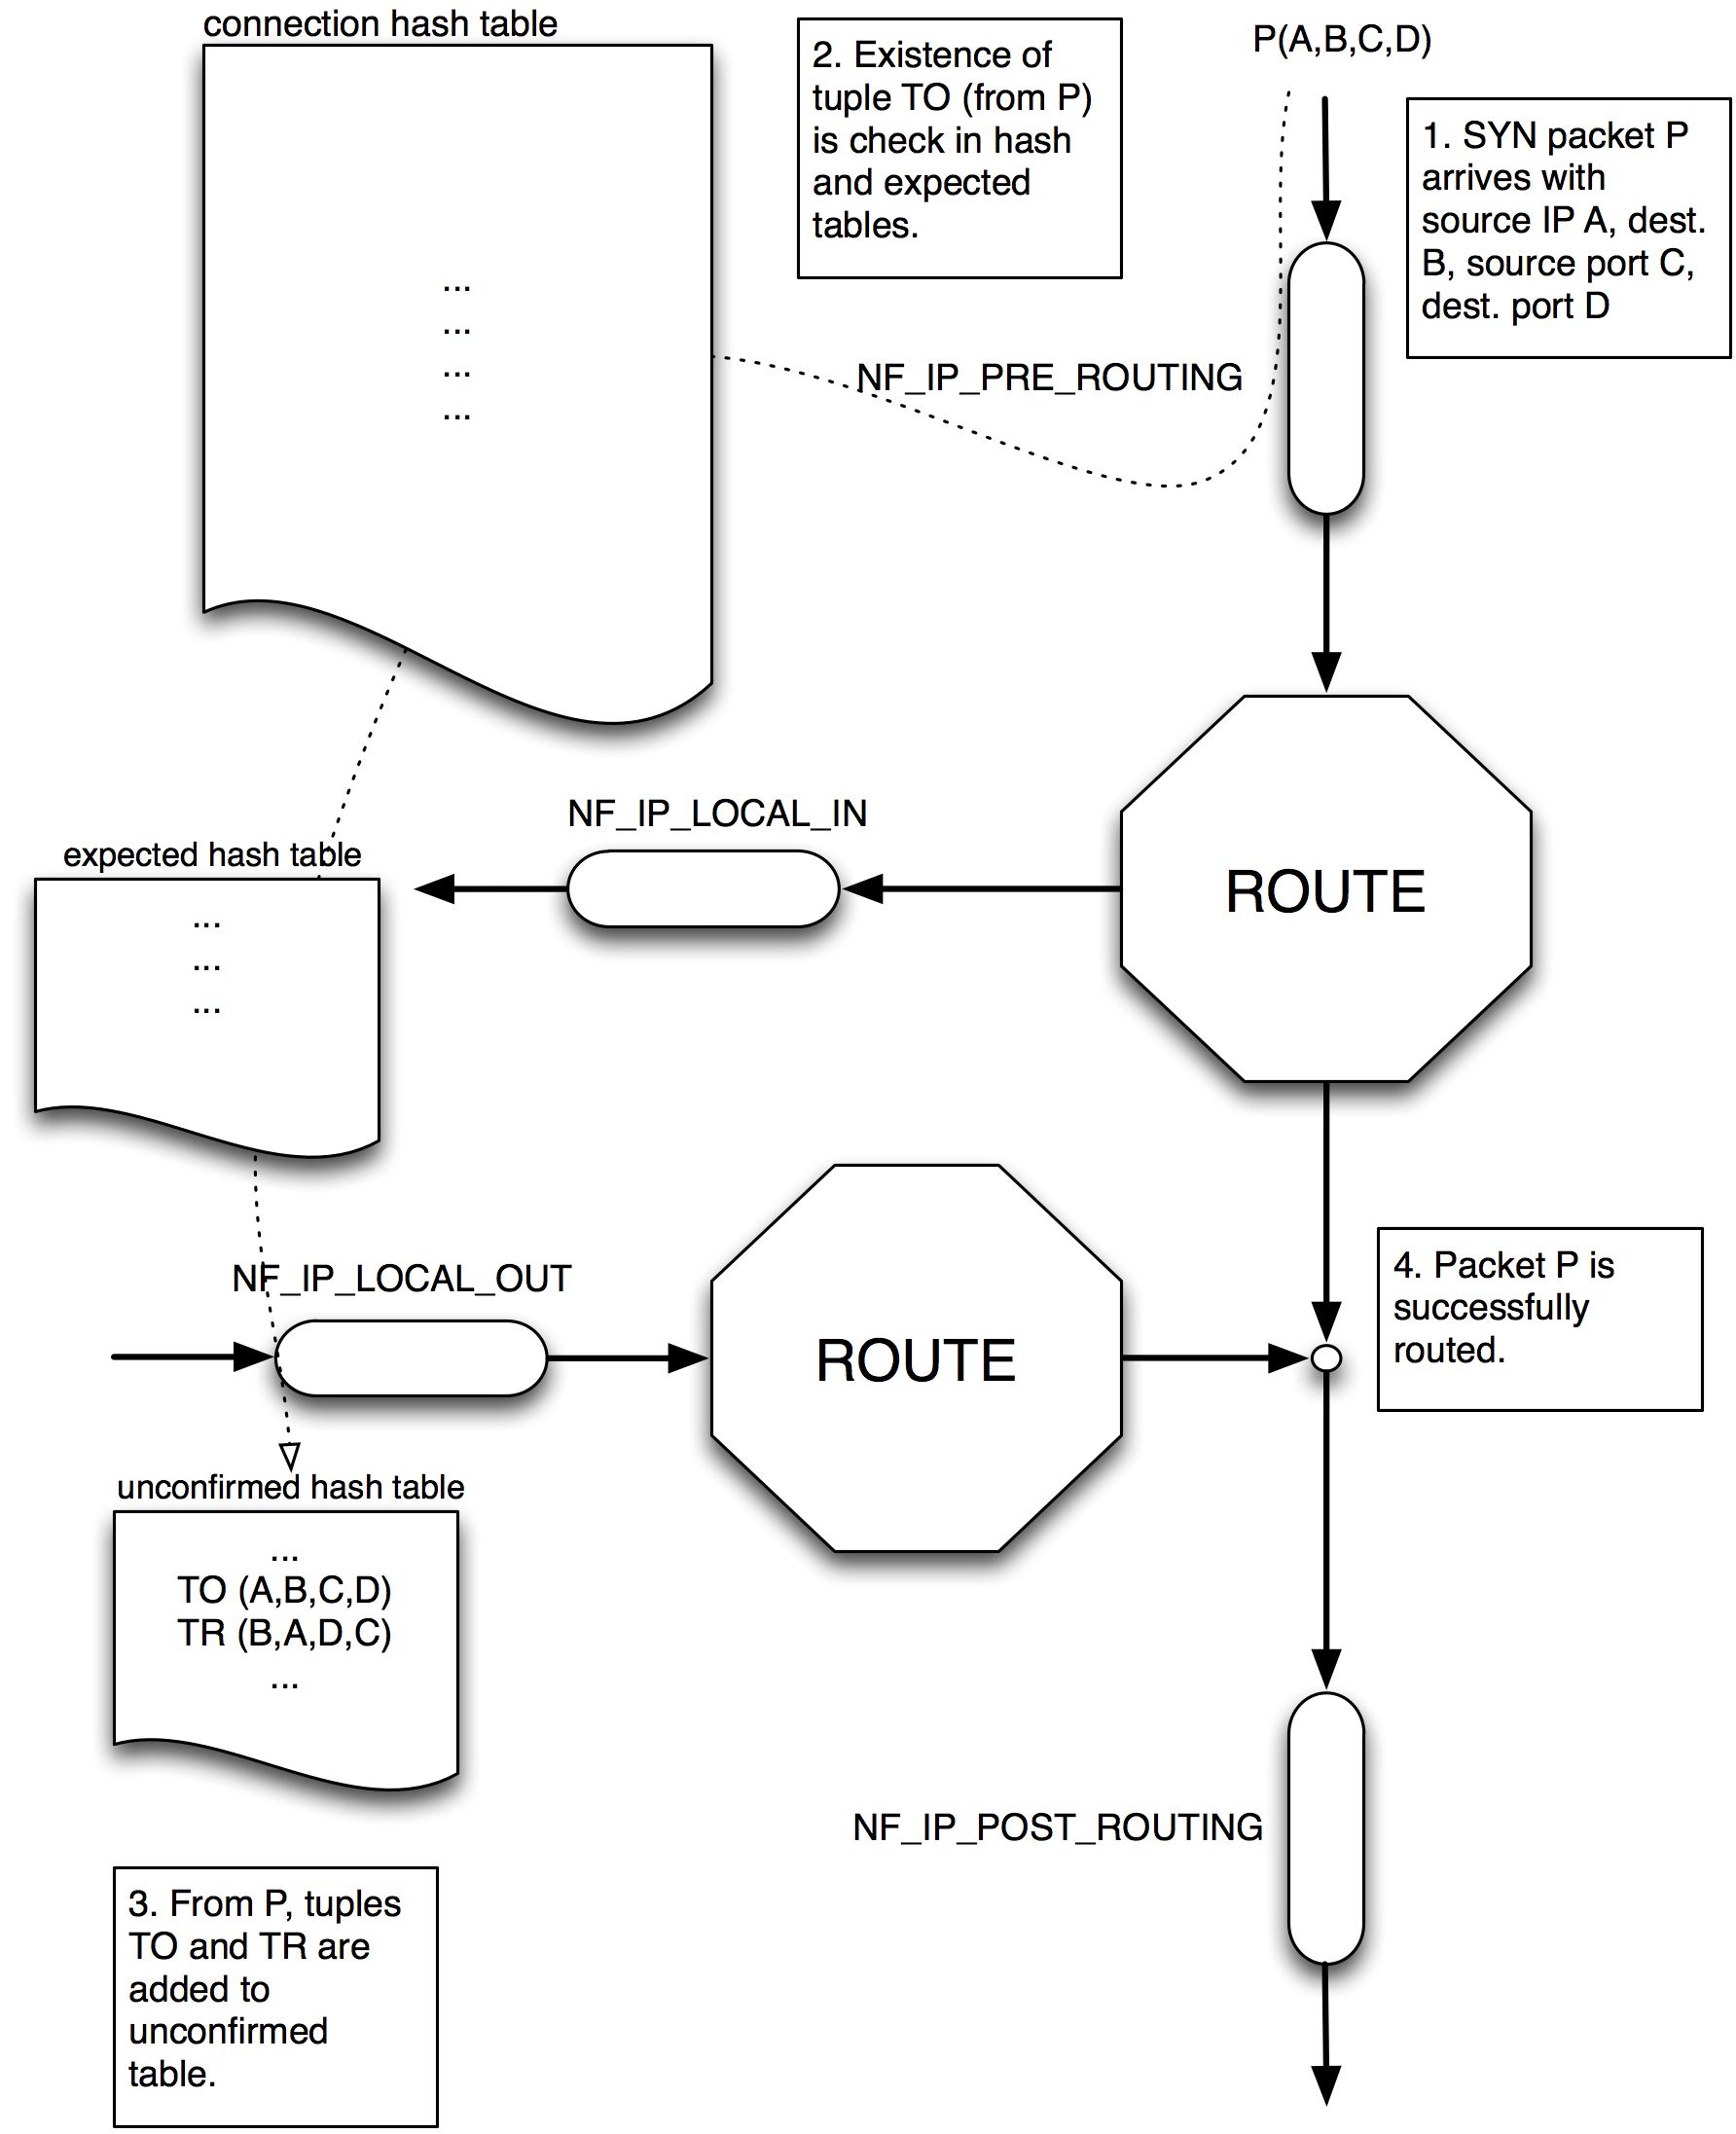 connection hash table
2. Existence of
tuple TO (from P)
is check in hash
and expected
tables.
P(A,B,C,D)
1. SYN packet P
arrives with
source IP A, dest.
B, source port C,
dest. port D
...
...
...
...
NF_IP_PRE_ROUTING
NF_IP_LOCAL_IN
expected hash table
...
...
...
ROUTE
NF_IP_LOCAL_OUT
ROUTE
4. Packet P is
successfully
routed.
unconfirmed hash table
...
TO (A,B,C,D)
TR (B,A,D,C)
...
NF_IP_POST_ROUTING
3. From P, tuples
TO and TR are
added to
unconfirmed
table.